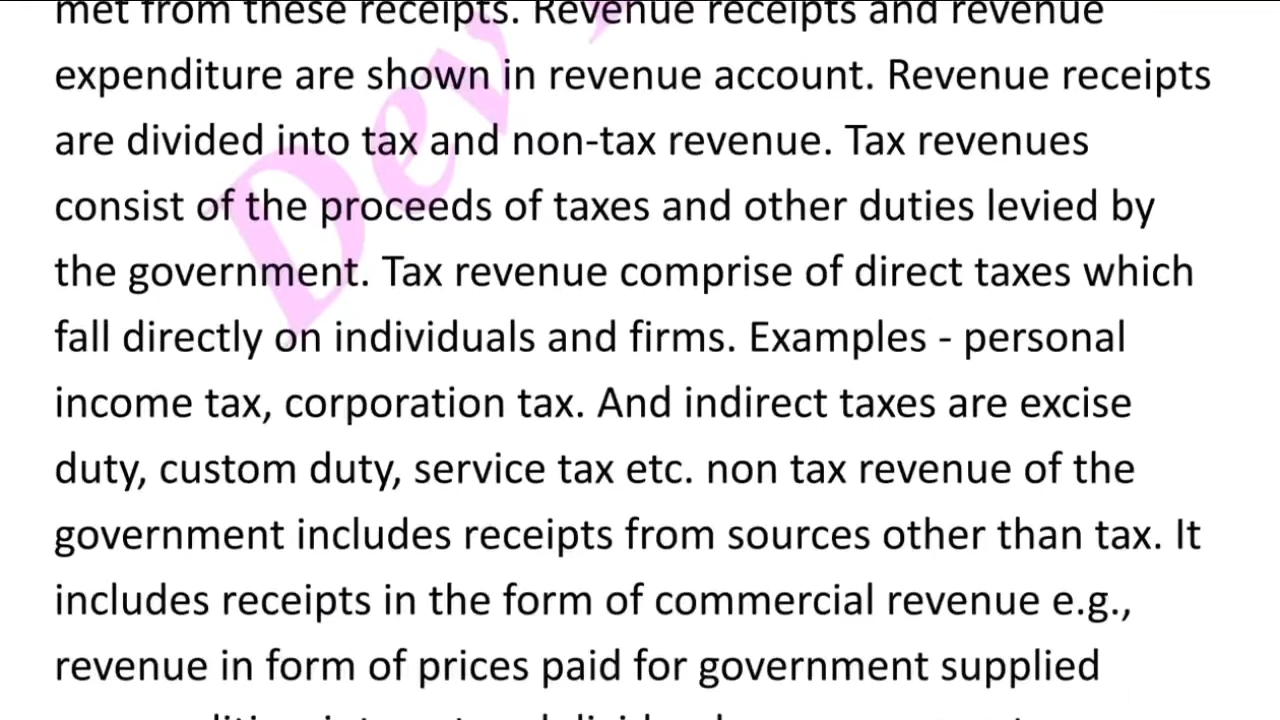 met from these receipts. Revenue receipts and revenue
expenditure are shown in revenue account. Revenue receipts
are divided into tax and non-tax revenue. Tax revenues
consist of the proceeds of taxes and other duties levied by
the government. Tax revenue comprise of direct taxes which
fall directly on individuals and firms. Examples - personal
income tax, corporation tax. And indirect taxes are excise
duty, custom duty, service tax etc. non tax revenue of the
government includes receipts from sources other than tax. It
includes receipts in the form of commercial revenue e.g.,
revenue in form of prices paid for government supplied
Dev